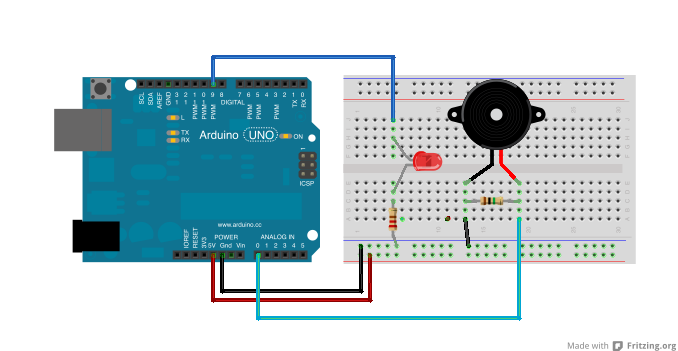 SCL
SDA
AREF
GND
13
12
PWM 11
PWM 10
PWM 9
8
7
PWM 6
PWM 5
4
PWM 3
2
TX 1
RX 0
DIGITAL
L
TX
RX
Arduino UNO
ON
1
ICSP
www.arduino.cc
POWER
ANALOG IN
IOREF
RESET
3V3
5V
Gnd
Vin
0 1 2 3 4 5
Made with Fritzing.org